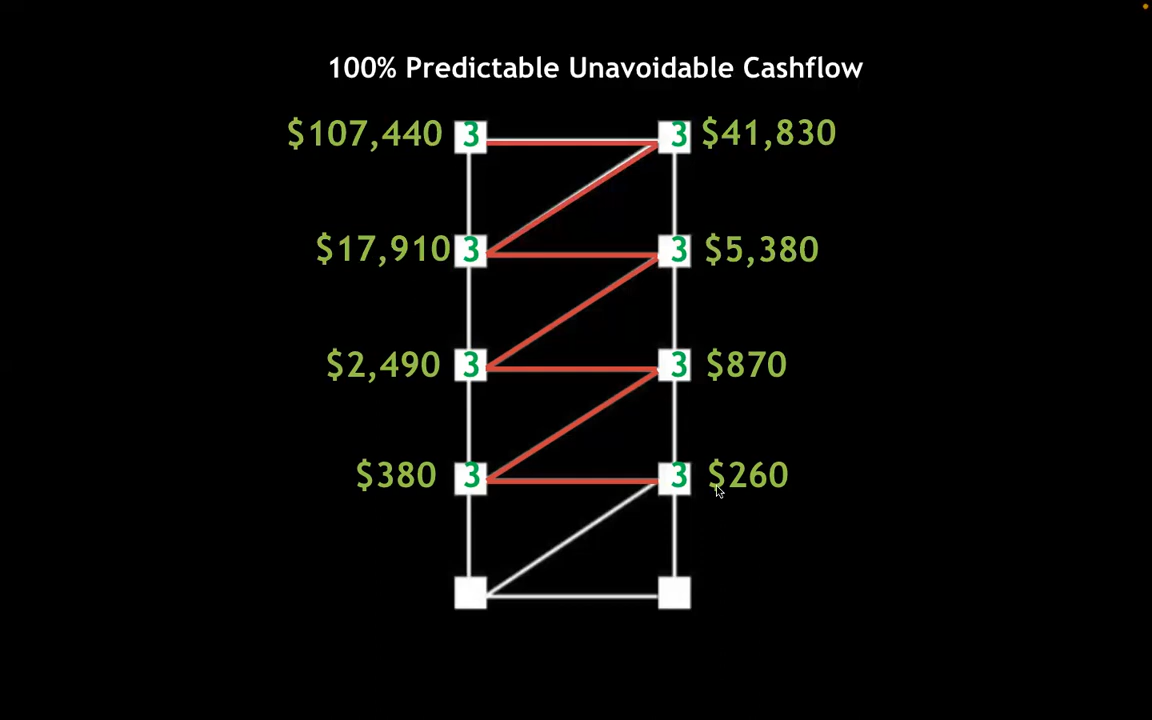 100% Predictable Unavoidable Cashflow
$107,440 3 3 $41,830
$17,910 3 3 $5,380
$2,490 3 3 $870
$380 3 3 $260